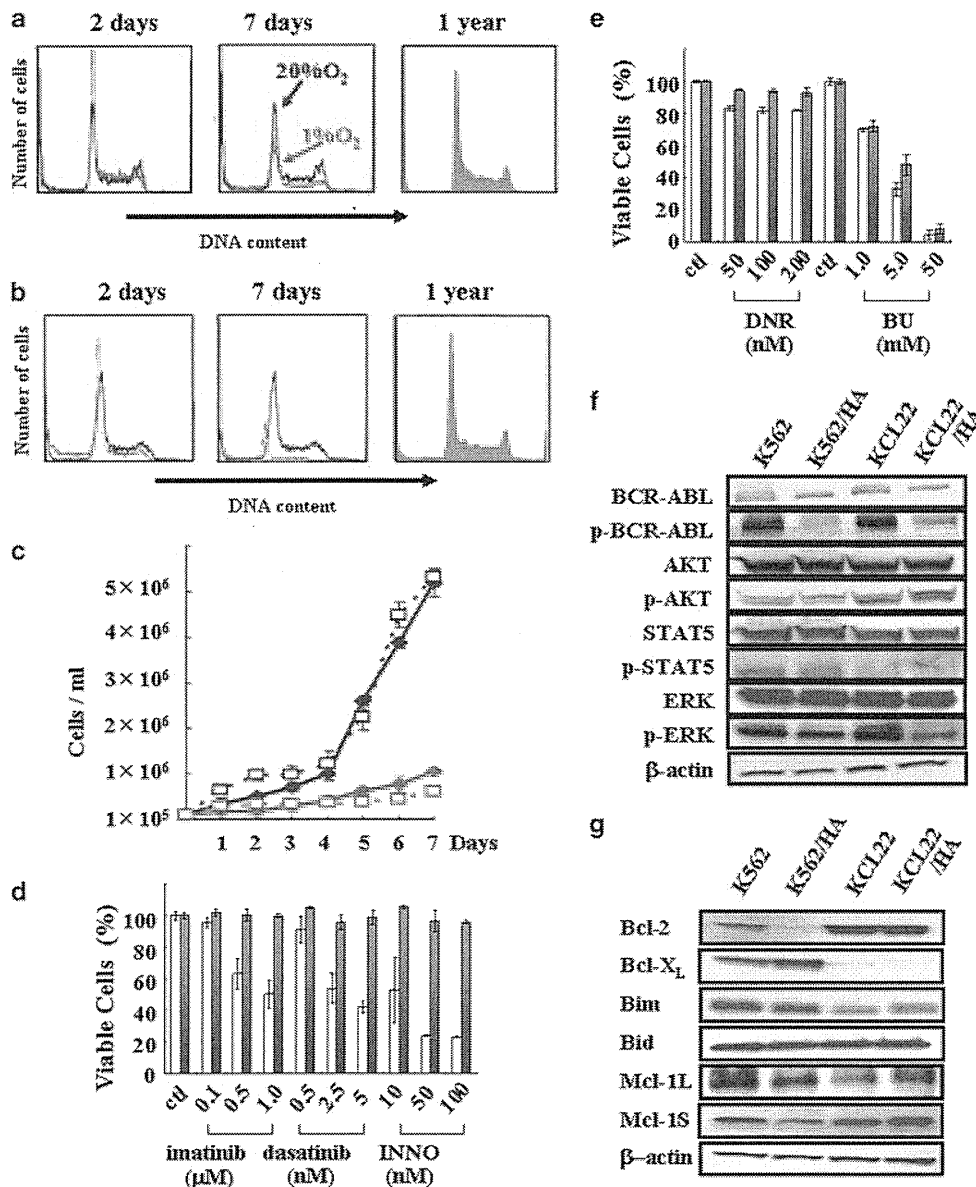 a
2 days 7 days 1 year
Number of cells
20%O₂
1%O₂
DNA content
b
2 days 7 days 1 year
Number of cells
DNA content
c
Cells / ml
5 × 10⁶
4 × 10⁶
3 × 10⁶
2 × 10⁶
1 × 10⁶
1 × 10⁵
1 2 3 4 5 6 7 Days
d
Viable Cells (%)
100
80
60
40
20
0
ctl 0.1 0.5 1.0 0.5 2.5 5 10 50 100
imatinib dasatinib INNO
(μM) (nM) (nM)
e
Viable Cells (%)
100
80
60
40
20
0
ctl 50 100 200 ctl 1.0 5.0 50
DNR BU
(nM) (mM)
f
K562 K562/HA KCL22 KCL22/HA
BCR-ABL
p-BCR-ABL
AKT
p-AKT
STAT5
p-STAT5
ERK
p-ERK
β-actin
g
K562 K562/HA KCL22 KCL22/HA
Bcl-2
Bcl-X_L
Bim
Bid
Mcl-1L
Mcl-1S
β-actin